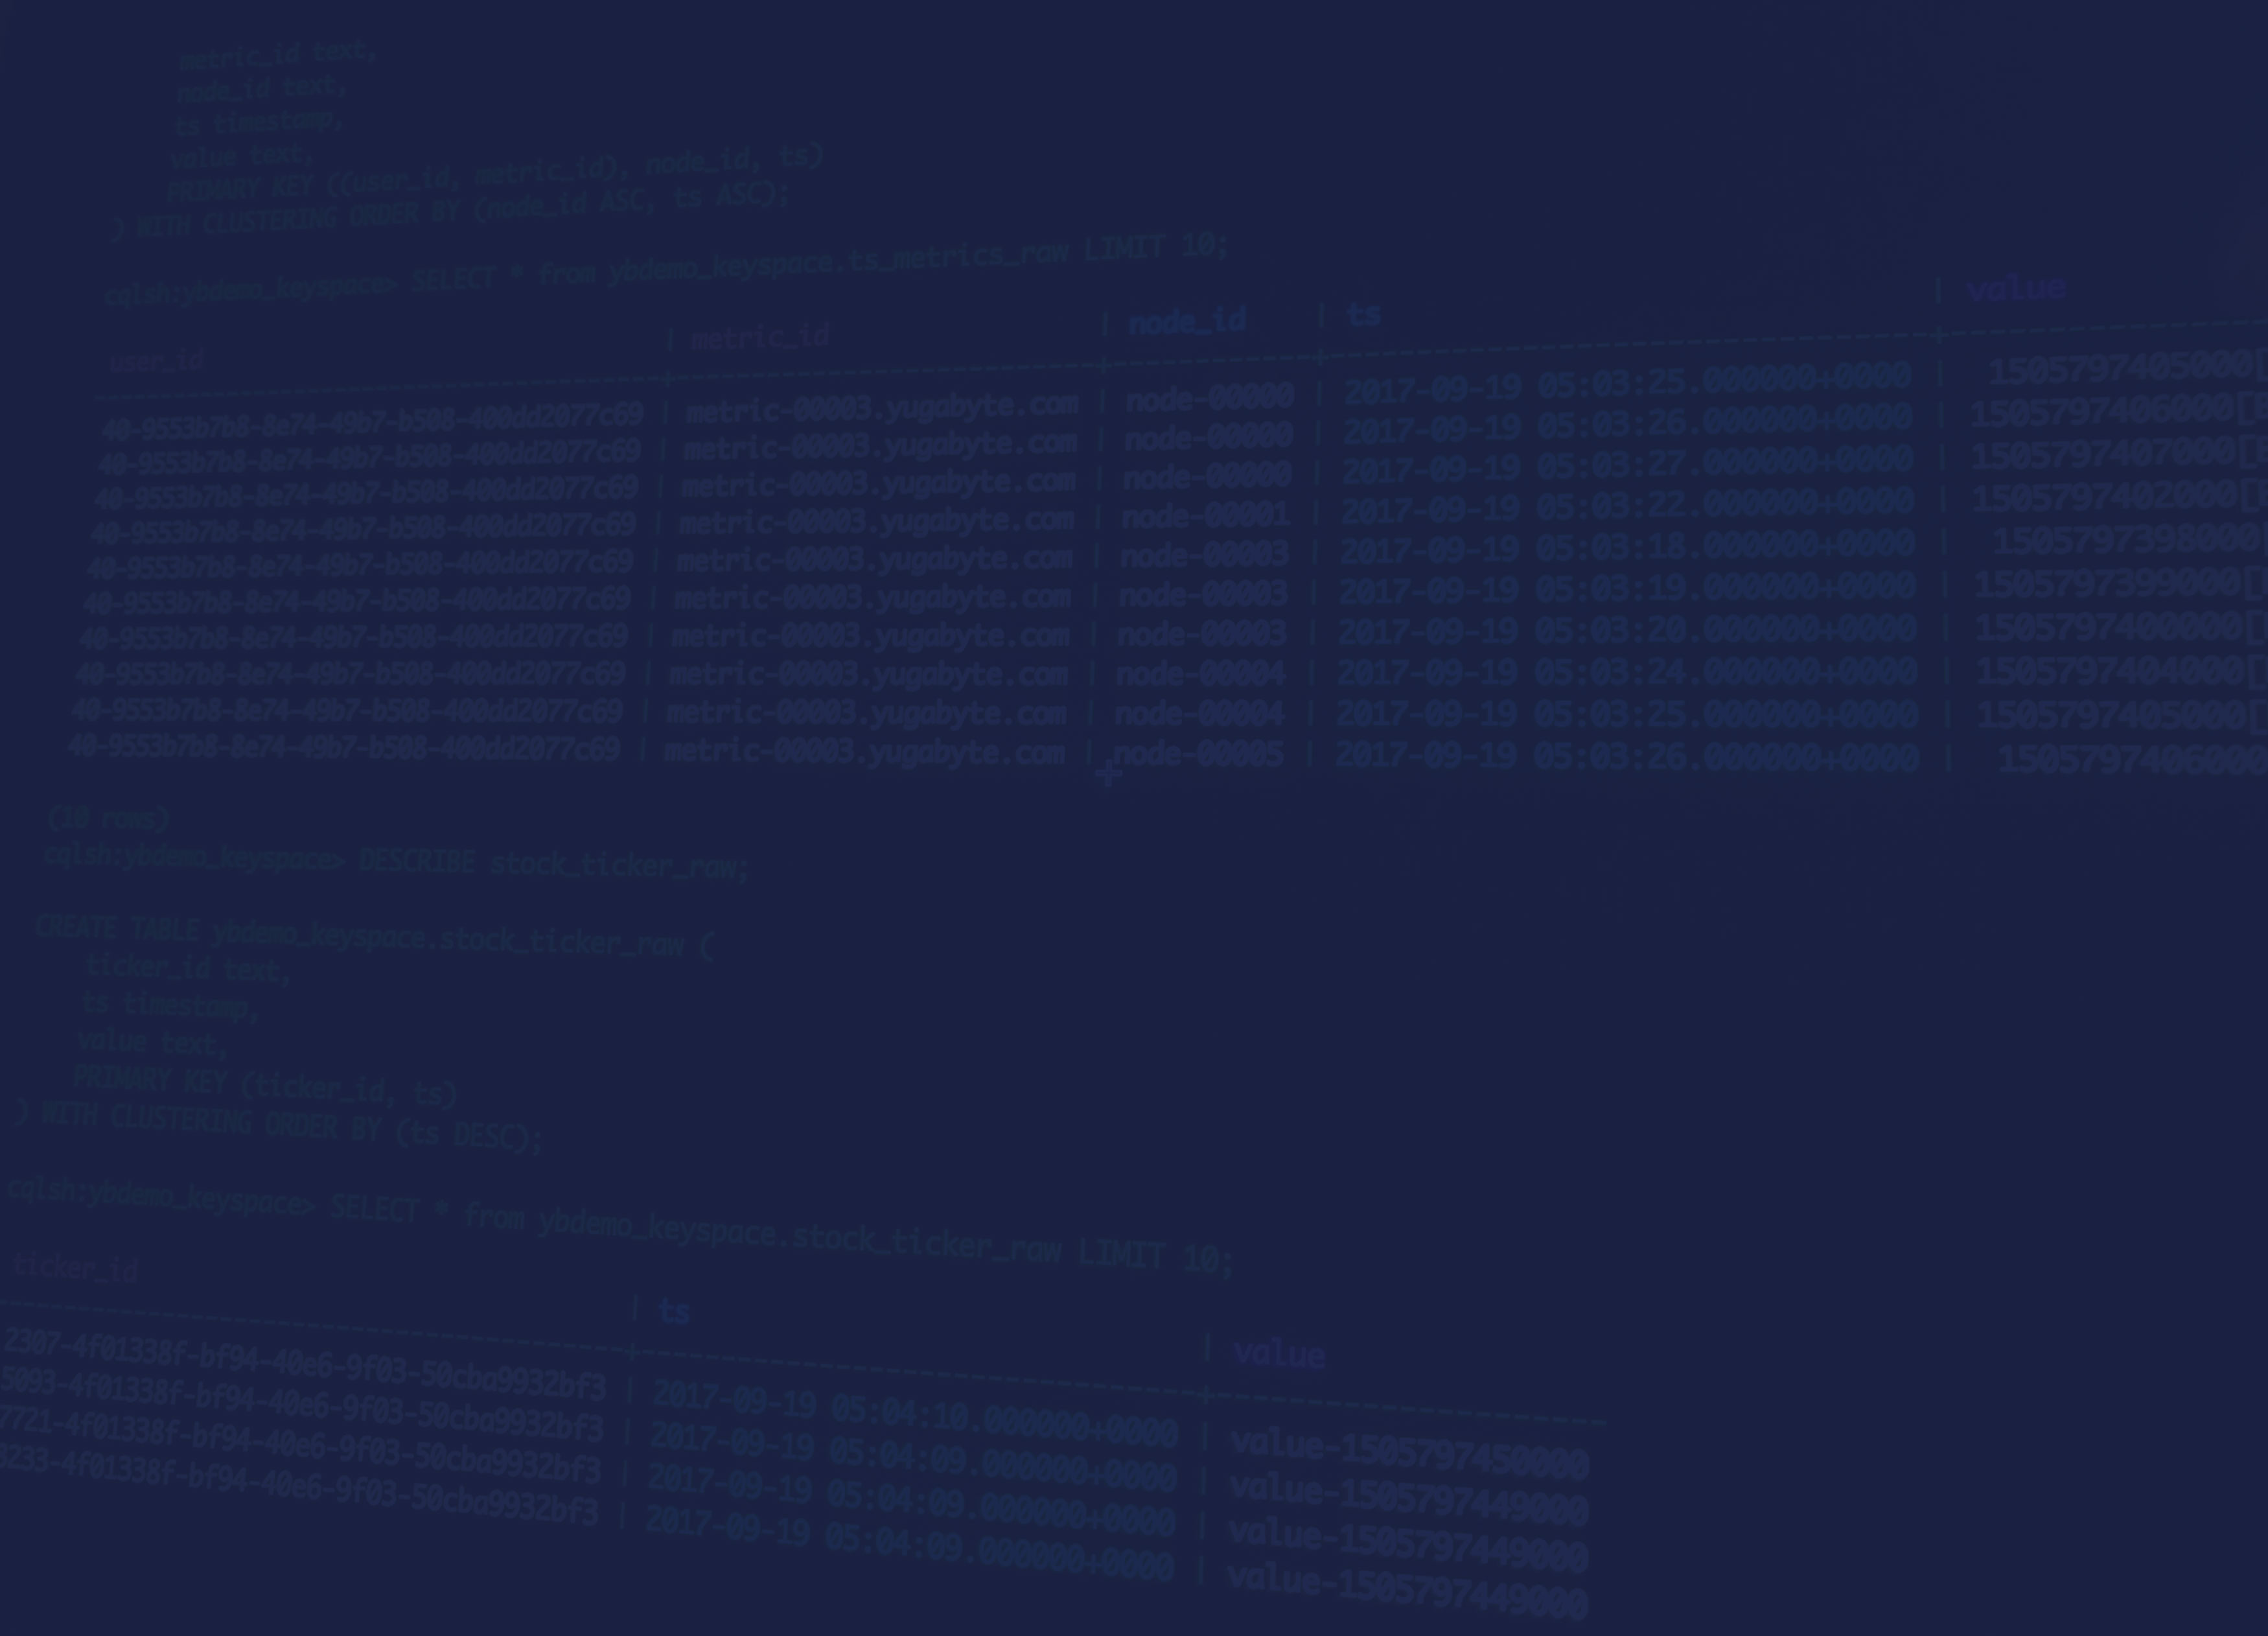 metric_id text,
node_id text,
ts timestamp,
value text,
PRIMARY KEY ((user_id, metric_id), node_id, ts)
) WITH CLUSTERING ORDER BY (node_id ASC, ts ASC);
cqlsh:ybdemo_keyspace> SELECT * from ybdemo_keyspace.ts_metrics_raw LIMIT 10;
user_id | metric_id | node_id | ts | value
40-9553b7b8-8e74-49b7-b508-400dd2077c69 | metric-00003.yugabyte.com | node-00000 | 2017-09-19 05:03:25.000000+0000 | 1505797405000[
40-9553b7b8-8e74-49b7-b508-400dd2077c69 | metric-00003.yugabyte.com | node-00000 | 2017-09-19 05:03:26.000000+0000 | 1505797406000[
40-9553b7b8-8e74-49b7-b508-400dd2077c69 | metric-00003.yugabyte.com | node-00000 | 2017-09-19 05:03:27.000000+0000 | 1505797407000[
40-9553b7b8-8e74-49b7-b508-400dd2077c69 | metric-00003.yugabyte.com | node-00001 | 2017-09-19 05:03:22.000000+0000 | 1505797402000[
40-9553b7b8-8e74-49b7-b508-400dd2077c69 | metric-00003.yugabyte.com | node-00003 | 2017-09-19 05:03:18.000000+0000 | 1505797398000[
40-9553b7b8-8e74-49b7-b508-400dd2077c69 | metric-00003.yugabyte.com | node-00003 | 2017-09-19 05:03:19.000000+0000 | 1505797399000[
40-9553b7b8-8e74-49b7-b508-400dd2077c69 | metric-00003.yugabyte.com | node-00003 | 2017-09-19 05:03:20.000000+0000 | 1505797400000[
40-9553b7b8-8e74-49b7-b508-400dd2077c69 | metric-00003.yugabyte.com | node-00004 | 2017-09-19 05:03:24.000000+0000 | 1505797404000[
40-9553b7b8-8e74-49b7-b508-400dd2077c69 | metric-00003.yugabyte.com | node-00004 | 2017-09-19 05:03:25.000000+0000 | 1505797405000[
40-9553b7b8-8e74-49b7-b508-400dd2077c69 | metric-00003.yugabyte.com | node-00005 | 2017-09-19 05:03:26.000000+0000 | 1505797406000
(10 rows)
cqlsh:ybdemo_keyspace> DESCRIBE stock_ticker_raw;
CREATE TABLE ybdemo_keyspace.stock_ticker_raw (
ticker_id text,
ts timestamp,
value text,
PRIMARY KEY (ticker_id, ts)
) WITH CLUSTERING ORDER BY (ts DESC);
cqlsh:ybdemo_keyspace> SELECT * from ybdemo_keyspace.stock_ticker_raw LIMIT 10;
ticker_id | ts | value
2307-4f01338f-bf94-40e6-9f03-50cba9932bf3 | 2017-09-19 05:04:10.000000+0000 | value-1505797450000
5093-4f01338f-bf94-40e6-9f03-50cba9932bf3 | 2017-09-19 05:04:09.000000+0000 | value-1505797449000
7721-4f01338f-bf94-40e6-9f03-50cba9932bf3 | 2017-09-19 05:04:09.000000+0000 | value-1505797449000
3233-4f01338f-bf94-40e6-9f03-50cba9932bf3 | 2017-09-19 05:04:09.000000+0000 | value-1505797449000